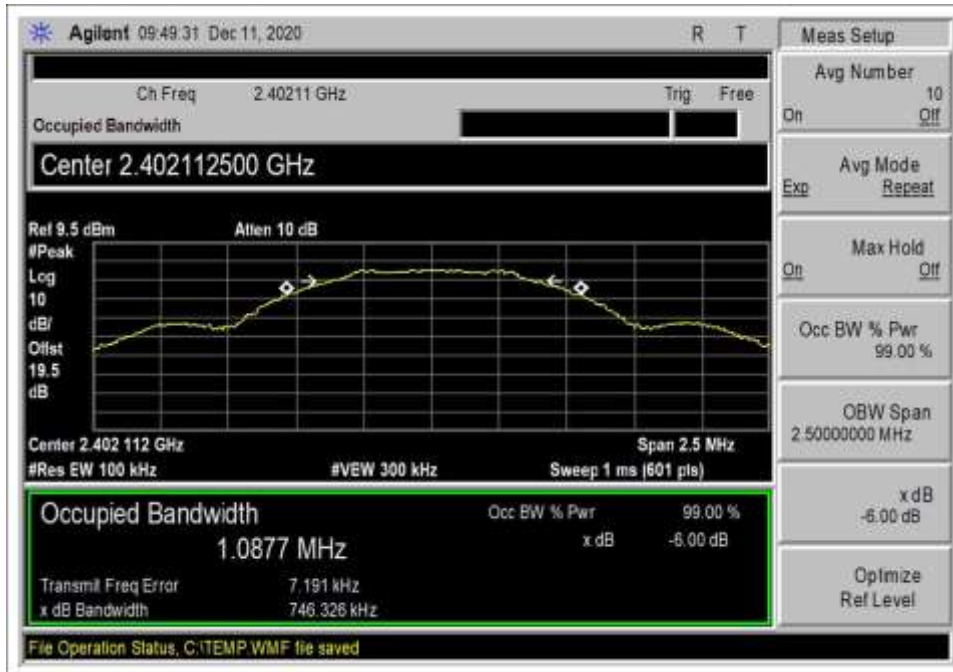 Agilent 09:49:31 Dec 11, 2020 R T
Meas Setup
Ch Freq 2.40211 GHz Trig Free
Occupied Bandwidth
Center 2.402112500 GHz
Ref 9.5 dBm Atten 10 dB
#Peak
Log
10
dB/
Offst
19.5
dB
Center 2.402 112 GHz Span 2.5 MHz
#Res BW 100 kHz #VBW 300 kHz Sweep 1 ms (601 pts)
Occupied Bandwidth Occ BW % Pwr 99.00 %
1.0877 MHz x dB -6.00 dB
Transmit Freq Error 7.191 kHz
x dB Bandwidth 746.326 kHz
File Operation Status, C:\TEMP.WMF file saved
Avg Number
10
On Off
Avg Mode
Exp Repeat
Max Hold
On Off
Occ BW % Pwr
99.00 %
OBW Span
2.50000000 MHz
x dB
-6.00 dB
Optimize
Ref Level